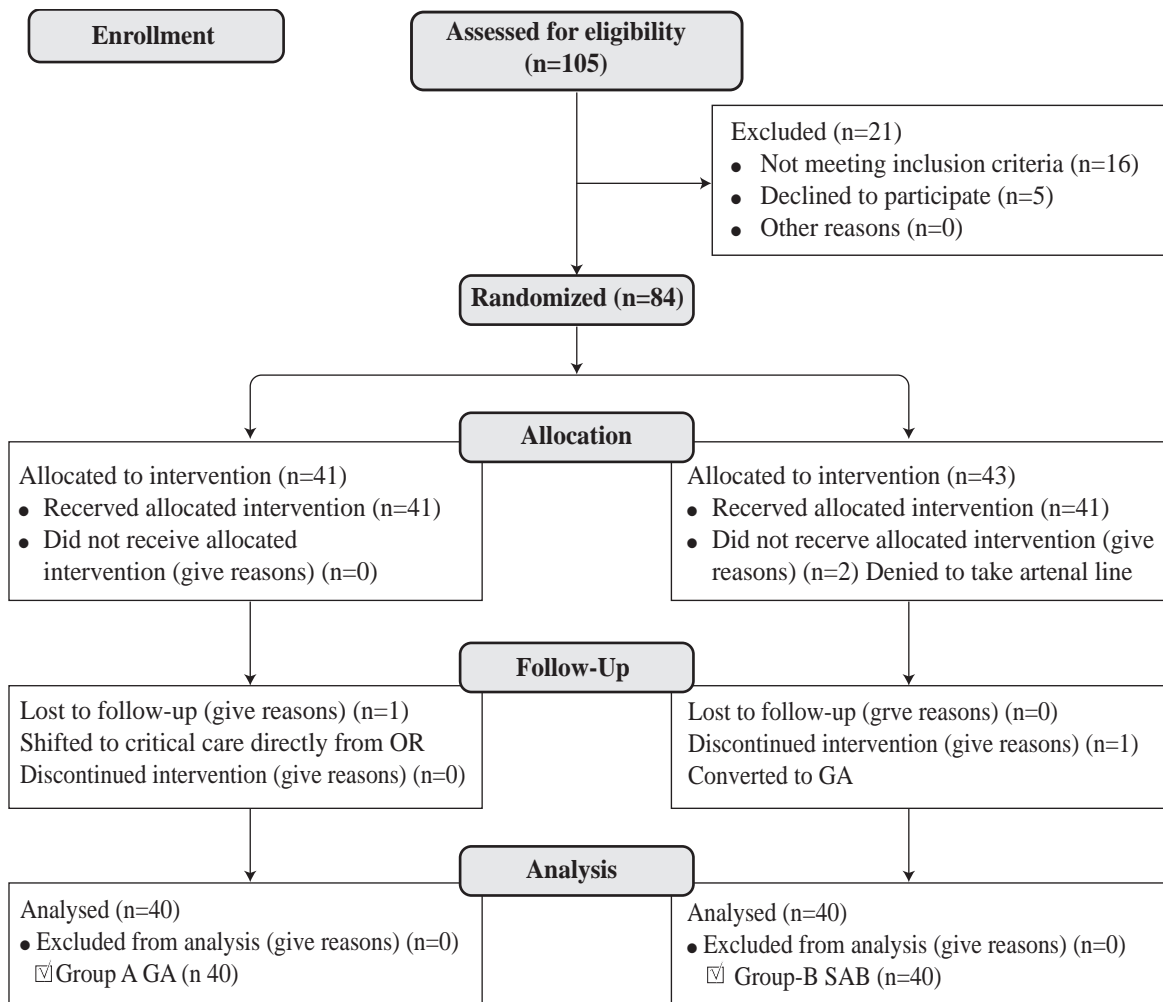 Enrollment
Assessed for eligibility
(n=105)
Excluded (n=21)
● Not meeting inclusion criteria (n=16)
● Declined to participate (n=5)
● Other reasons (n=0)
Randomized (n=84)
Allocation
Allocated to intervention (n=41)
● Recerved allocated intervention (n=41)
● Did not receive allocated
intervention (give reasons) (n=0)
Allocated to intervention (n=43)
● Recerved allocated intervention (n=41)
● Did not recerve allocated intervention (give
reasons) (n=2) Denied to take artenal line
Follow-Up
Lost to follow-up (give reasons) (n=1)
Shifted to critical care directly from OR
Discontinued intervention (give reasons) (n=0)
Lost to follow-up (grve reasons) (n=0)
Discontinued intervention (give reasons) (n=1)
Converted to GA
Analysis
Analysed (n=40)
● Excluded from analysis (give reasons) (n=0)
☑ Group A GA (n 40)
Analysed (n=40)
● Excluded from analysis (give reasons) (n=0)
☑ Group-B SAB (n=40)